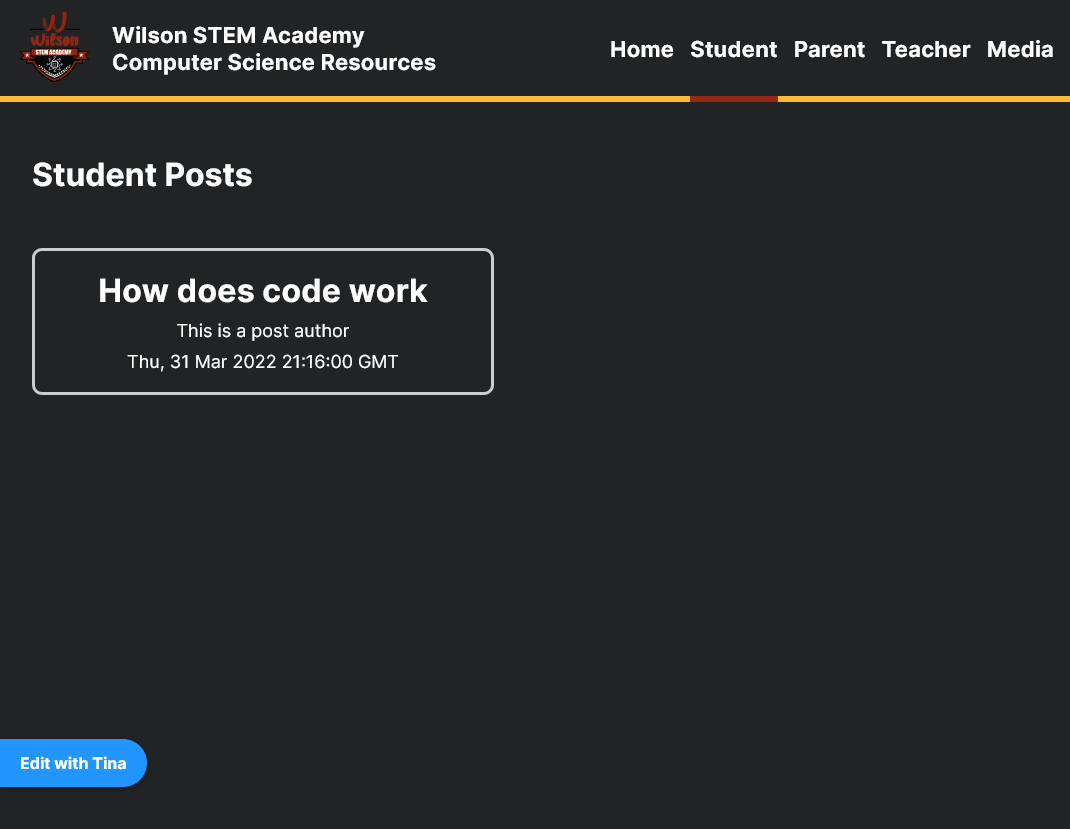 W
Wilson
STEM ACADEMY
Wilson STEM Academy
Computer Science Resources
Home Student Parent Teacher Media
Student Posts
How does code work
This is a post author
Thu, 31 Mar 2022 21:16:00 GMT
Edit with Tina